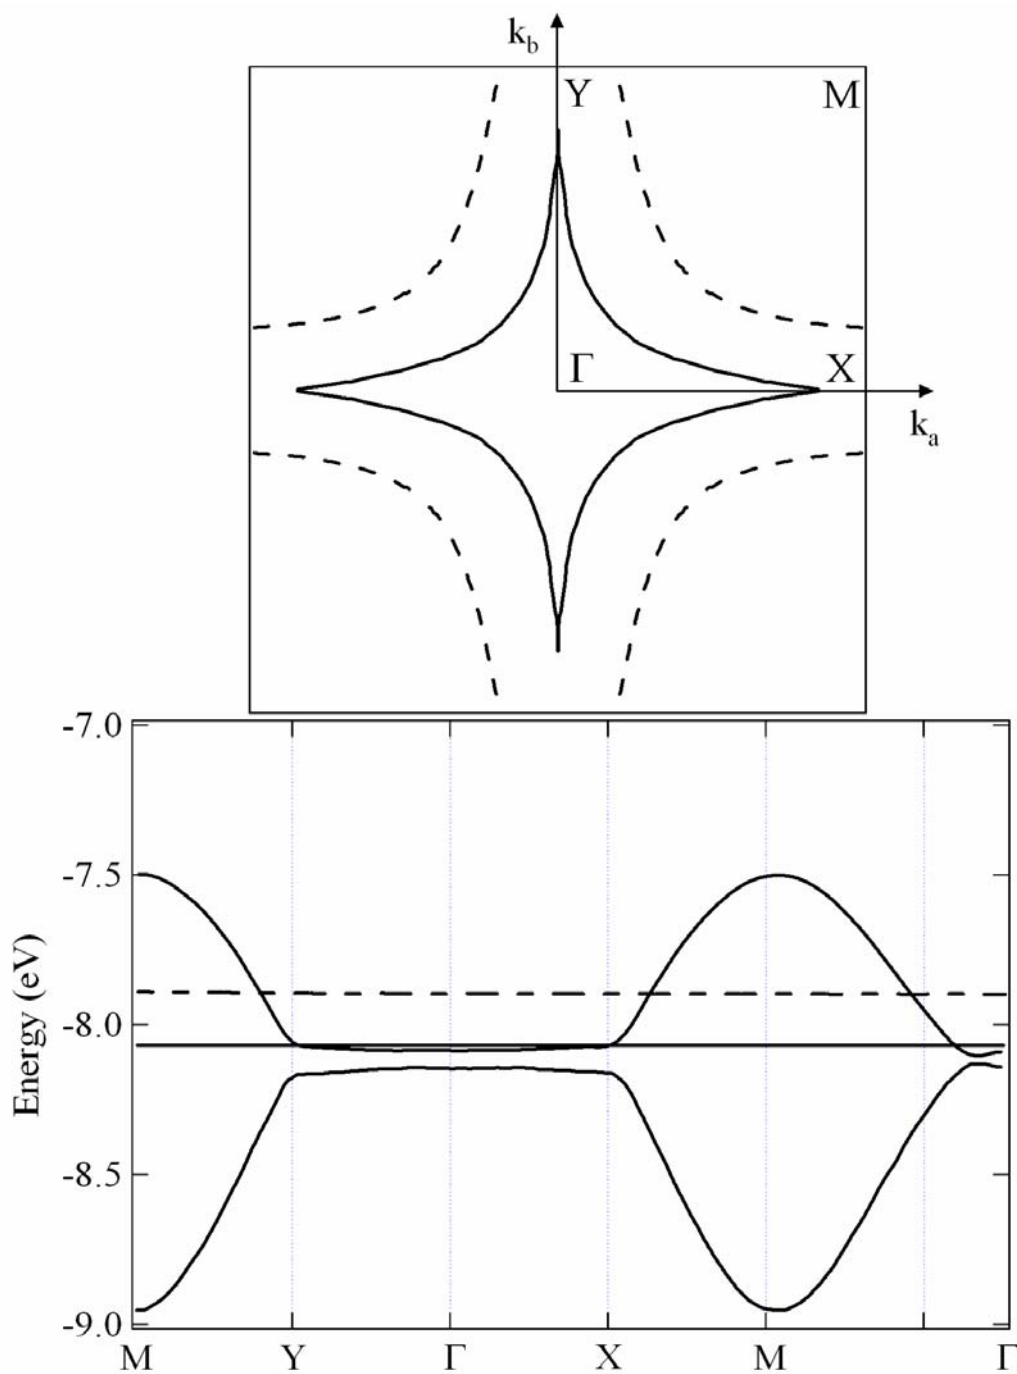 k_b
Y
M
Γ
X
k_a
-7.0
-7.5
-8.0
-8.5
-9.0
Energy (eV)
M Y Γ X M Γ